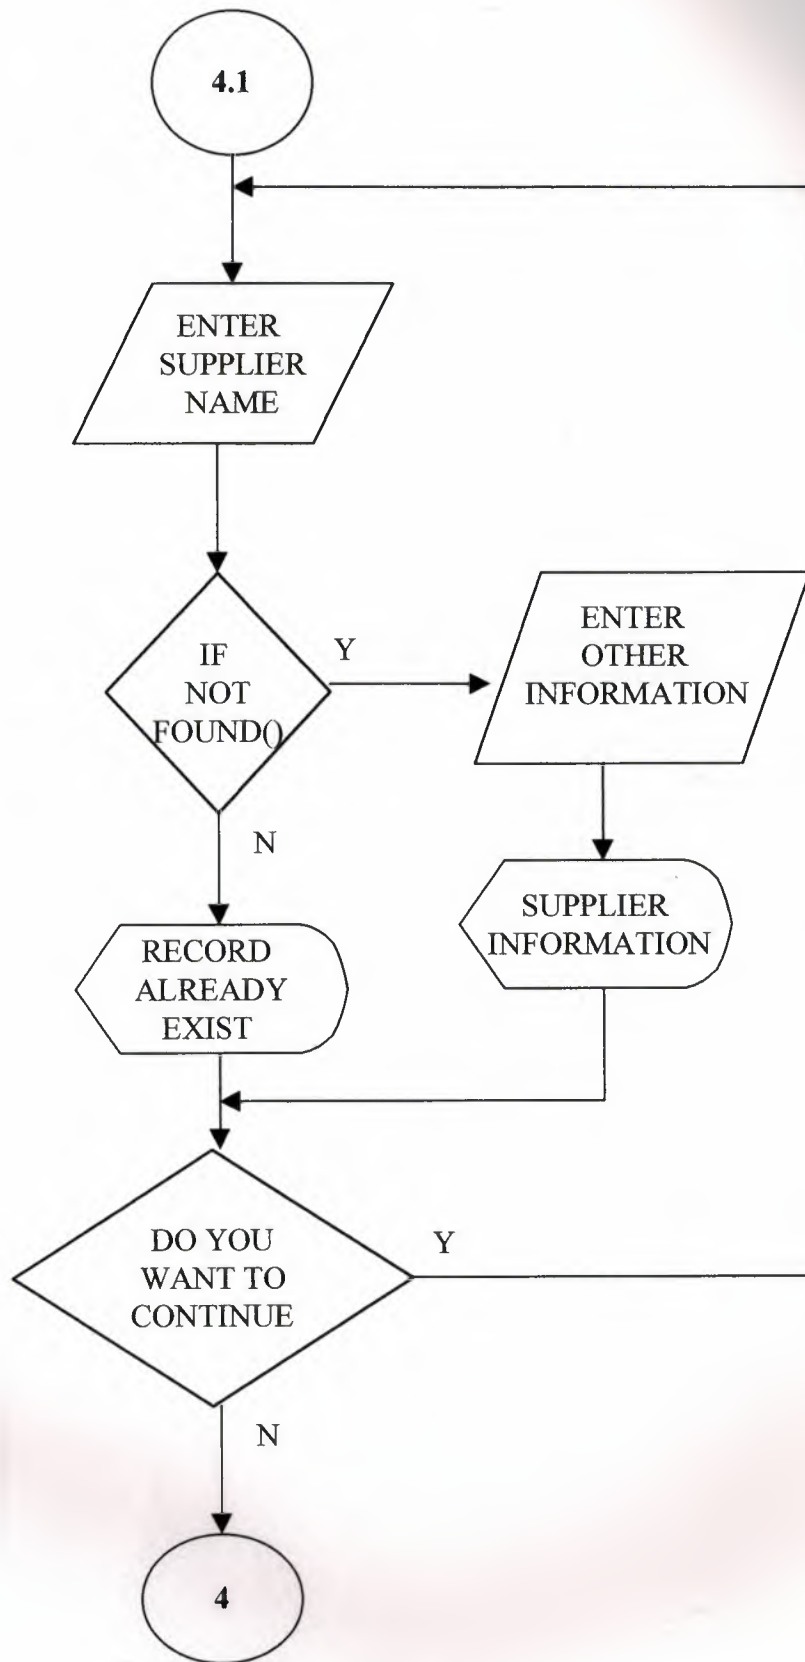 4.1
ENTER
SUPPLIER
NAME
IF
NOT
FOUND()
Y
ENTER
OTHER
INFORMATION
N
SUPPLIER
INFORMATION
RECORD
ALREADY
EXIST
DO YOU
WANT TO
CONTINUE
Y
N
4